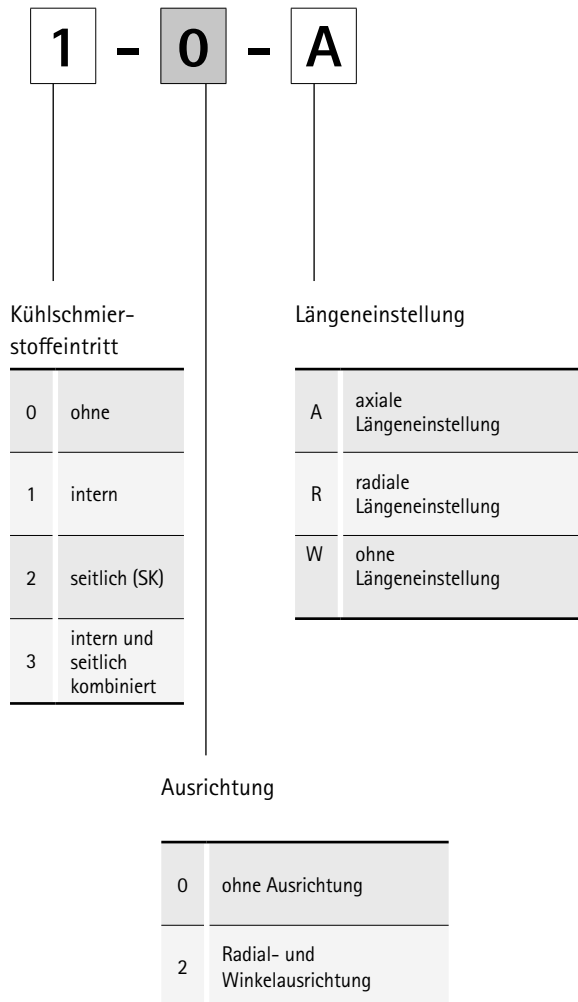 1 - 0 - A
Kühlschmier-
stoffeintritt
0 ohne
1 intern
2 seitlich (SK)
3 intern und
seitlich
kombiniert
Längeneinstellung
A axiale
Längeneinstellung
R radiale
Längeneinstellung
W ohne
Längeneinstellung
Ausrichtung
0 ohne Ausrichtung
2 Radial- und
Winkelausrichtung